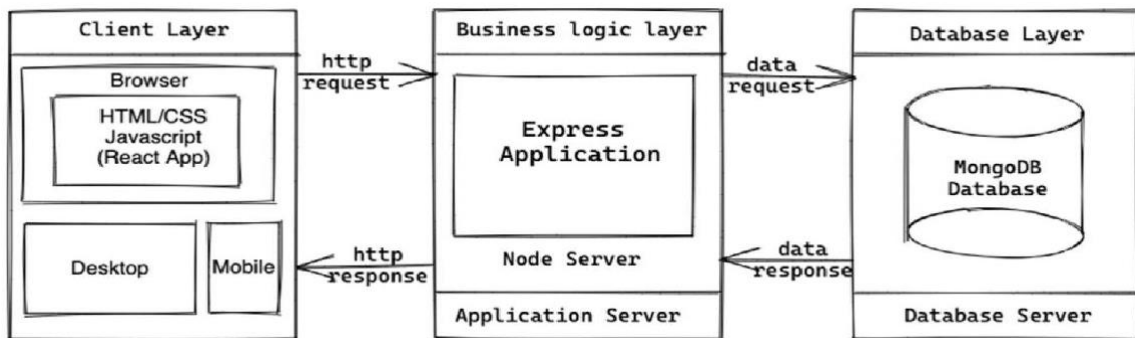 Client Layer
Browser
HTML/CSS
Javascript
(React App)
Desktop
Mobile
http
request
http
response
Business logic layer
Express
Application
Node Server
Application Server
data
request
data
response
Database Layer
MongoDB
Database
Database Server